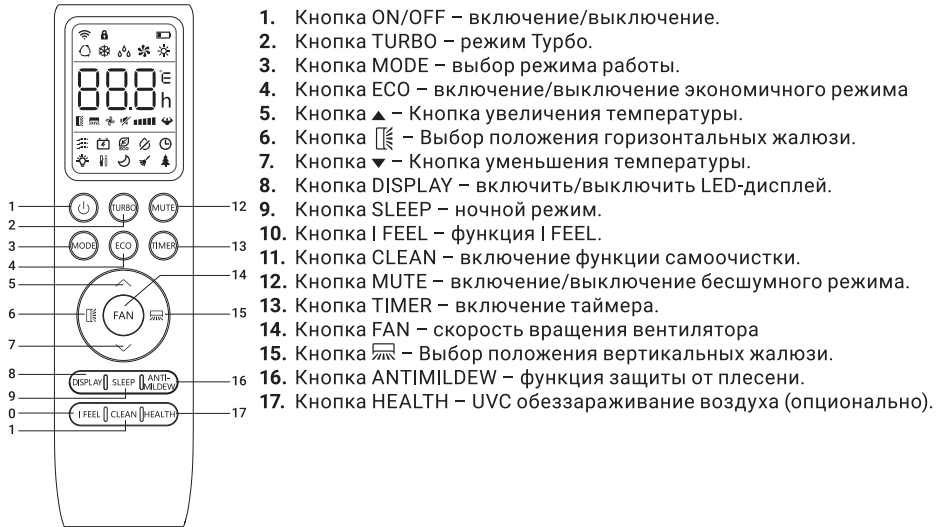 88.8
°E
h
ECO
1
TURBO
MUTE
12
2
3
MODE
ECO
TIMER
13
4
14
5
6
FAN
15
7
8
DISPLAY
SLEEP
ANTI-
MILDEW
16
9
0
I FEEL
CLEAN
HEALTH
17
1
1. Кнопка ON/OFF – включение/выключение.
2. Кнопка TURBO – режим Турбо.
3. Кнопка MODE – выбор режима работы.
4. Кнопка ECO – включение/выключение экономичного режима
5. Кнопка ▲ – Кнопка увеличения температуры.
6. Кнопка – Выбор положения горизонтальных жалюзи.
7. Кнопка ▼ – Кнопка уменьшения температуры.
8. Кнопка DISPLAY – включить/выключить LED-дисплей.
9. Кнопка SLEEP – ночной режим.
10. Кнопка I FEEL – функция I FEEL.
11. Кнопка CLEAN – включение функции самоочистки.
12. Кнопка MUTE – включение/выключение бесшумного режима.
13. Кнопка TIMER – включение таймера.
14. Кнопка FAN – скорость вращения вентилятора
15. Кнопка – Выбор положения вертикальных жалюзи.
16. Кнопка ANTIMILDEW – функция защиты от плесени.
17. Кнопка HEALTH – UVC обеззараживание воздуха (опционально).